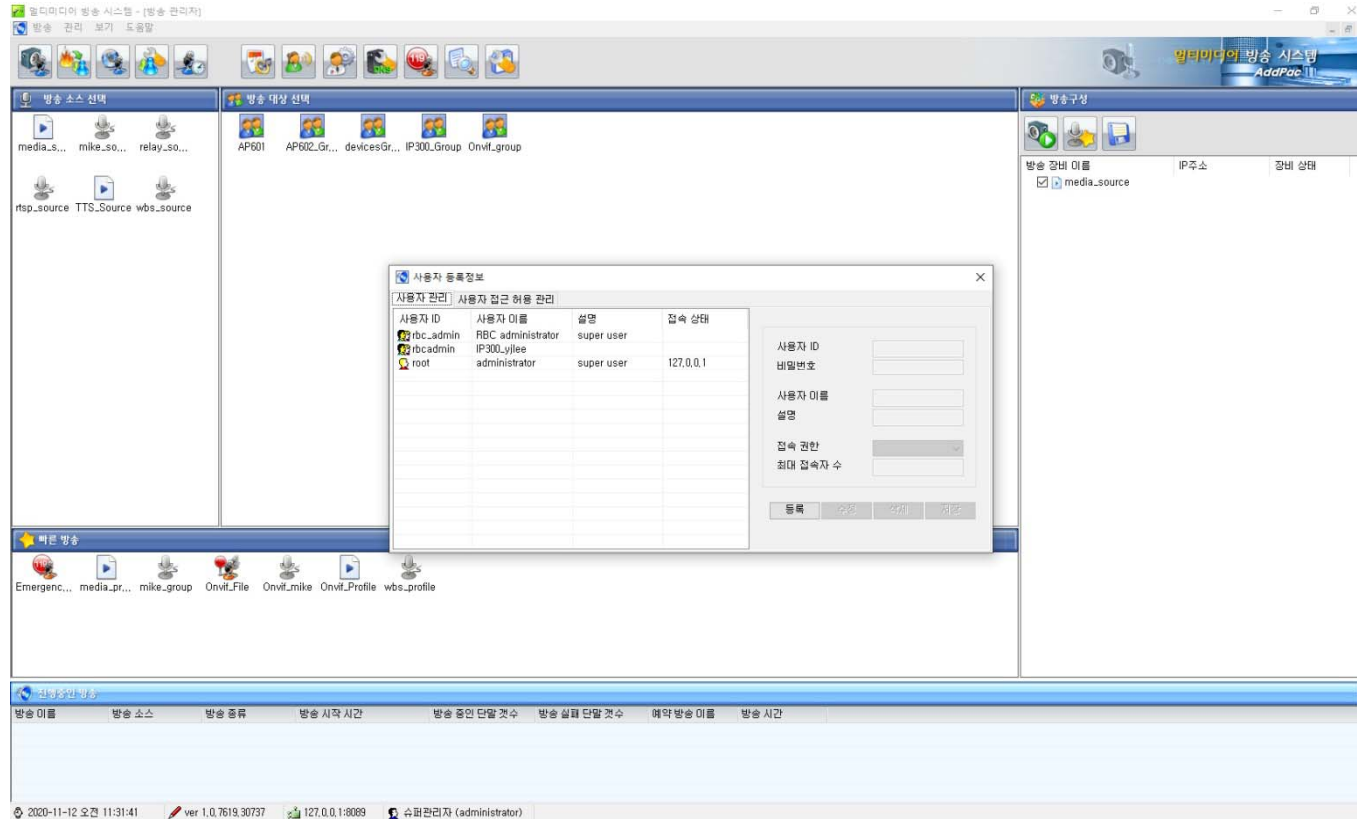 멀티미디어 방송 시스템 - [방송 관리자]
방송 관리 보기 도움말
멀티미디어 방송 시스템
AddPac
방송 소스 선택
방송 대상 선택
방송구성
media_s... mike_so... relay_so...
AP601 AP602_Gr... devicesGr... IP300_Group Onvif_group
rtsp_source TTS_Source wbs_source
방송 장비 이름 IP주소 장비 상태
media_source
사용자 등록정보
사용자 관리 사용자 접근 허용 관리
사용자 ID 사용자 이름 설명 접속 상태
rbc_admin RBC administrator super user
rbcadmin IP300_yjlee
root administrator super user 127.0.0.1
사용자 ID
비밀번호
사용자 이름
설명
접속 권한
최대 접속자 수
등록 수정 삭제 저장
빠른 방송
Emergenc... media_pr... mike_group Onvif_File Onvif_mike Onvif_Profile wbs_profile
진행중인 방송
방송 이름 방송 소스 방송 종류 방송 시작 시간 방송 중인 단말 갯수 방송 실패 단말 갯수 예약 방송 이름 방송 시간
2020-11-12 오전 11:31:41 ver 1.0.7619.30737 127.0.0.1:8089 슈퍼관리자 (administrator)